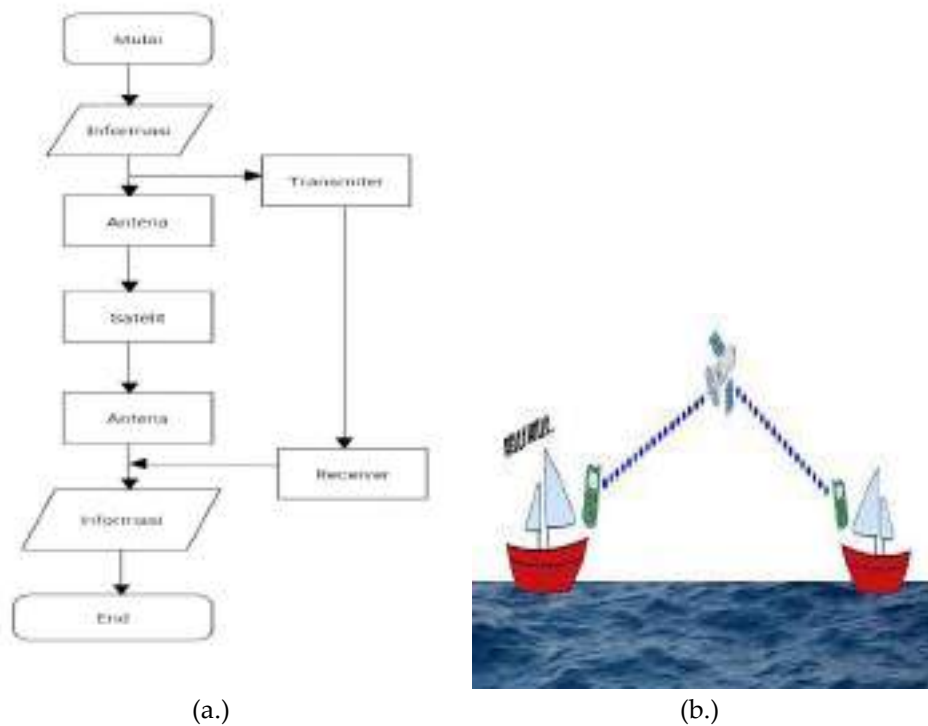 Mulai
Informasi
Transmiter
Antena
Satelit
Antena
Receiver
Informasi
End
(a.)
(b.)